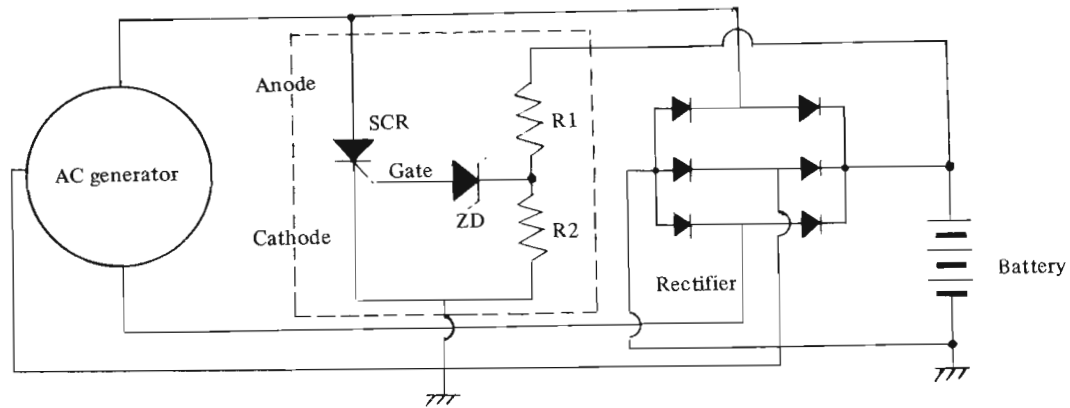 Anode
SCR
R1
AC generator
Gate
ZD
R2
Cathode
Rectifier
Battery